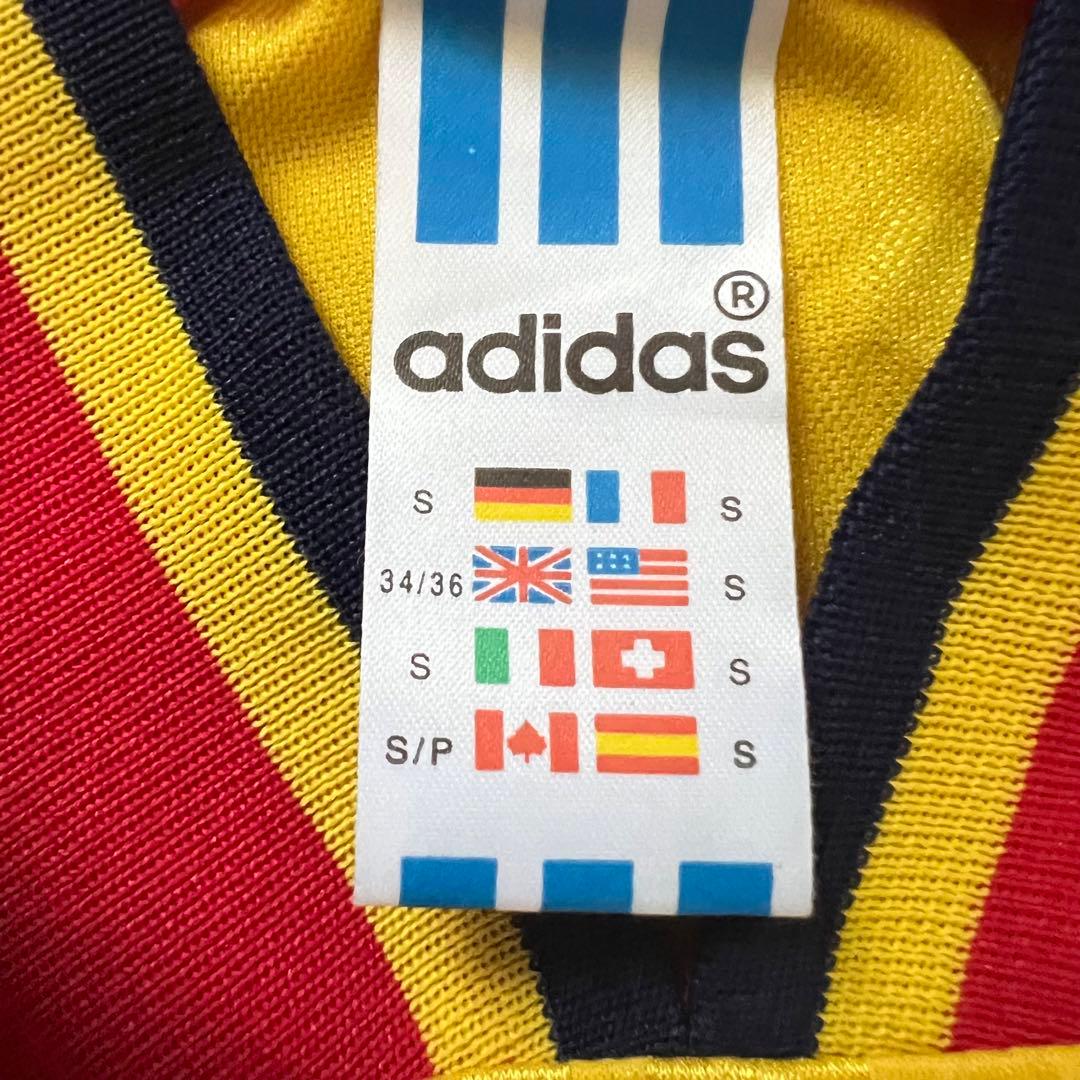 ®
adidas
S S
34/36 S
S S
S/P S